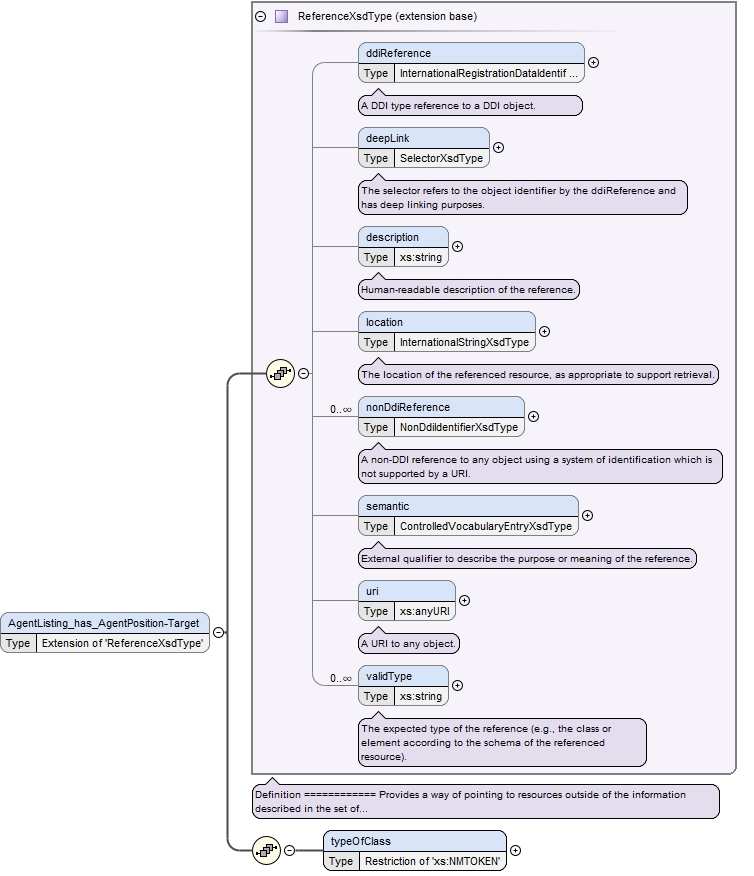 ReferenceXsdType (extension base)
ddiReference
Type InternationalRegistrationDataIdentif ...
A DDI type reference to a DDI object.
deepLink
Type SelectorXsdType
The selector refers to the object identifier by the ddiReference and
has deep linking purposes.
description
Type xs:string
Human-readable description of the reference.
location
Type InternationalStringXsdType
The location of the referenced resource, as appropriate to support retrieval.
0..∞
nonDdiReference
Type NonDdiIdentifierXsdType
A non-DDI reference to any object using a system of identification which is
not supported by a URI.
semantic
Type ControlledVocabularyEntryXsdType
External qualifier to describe the purpose or meaning of the reference.
uri
Type xs:anyURI
A URI to any object.
0..∞
validType
Type xs:string
The expected type of the reference (e.g., the class or
element according to the schema of the referenced
resource).
AgentListing_has_AgentPosition-Target
Type Extension of 'ReferenceXsdType'
Definition ============ Provides a way of pointing to resources outside of the information
described in the set of...
typeOfClass
Type Restriction of 'xs:NMTOKEN'